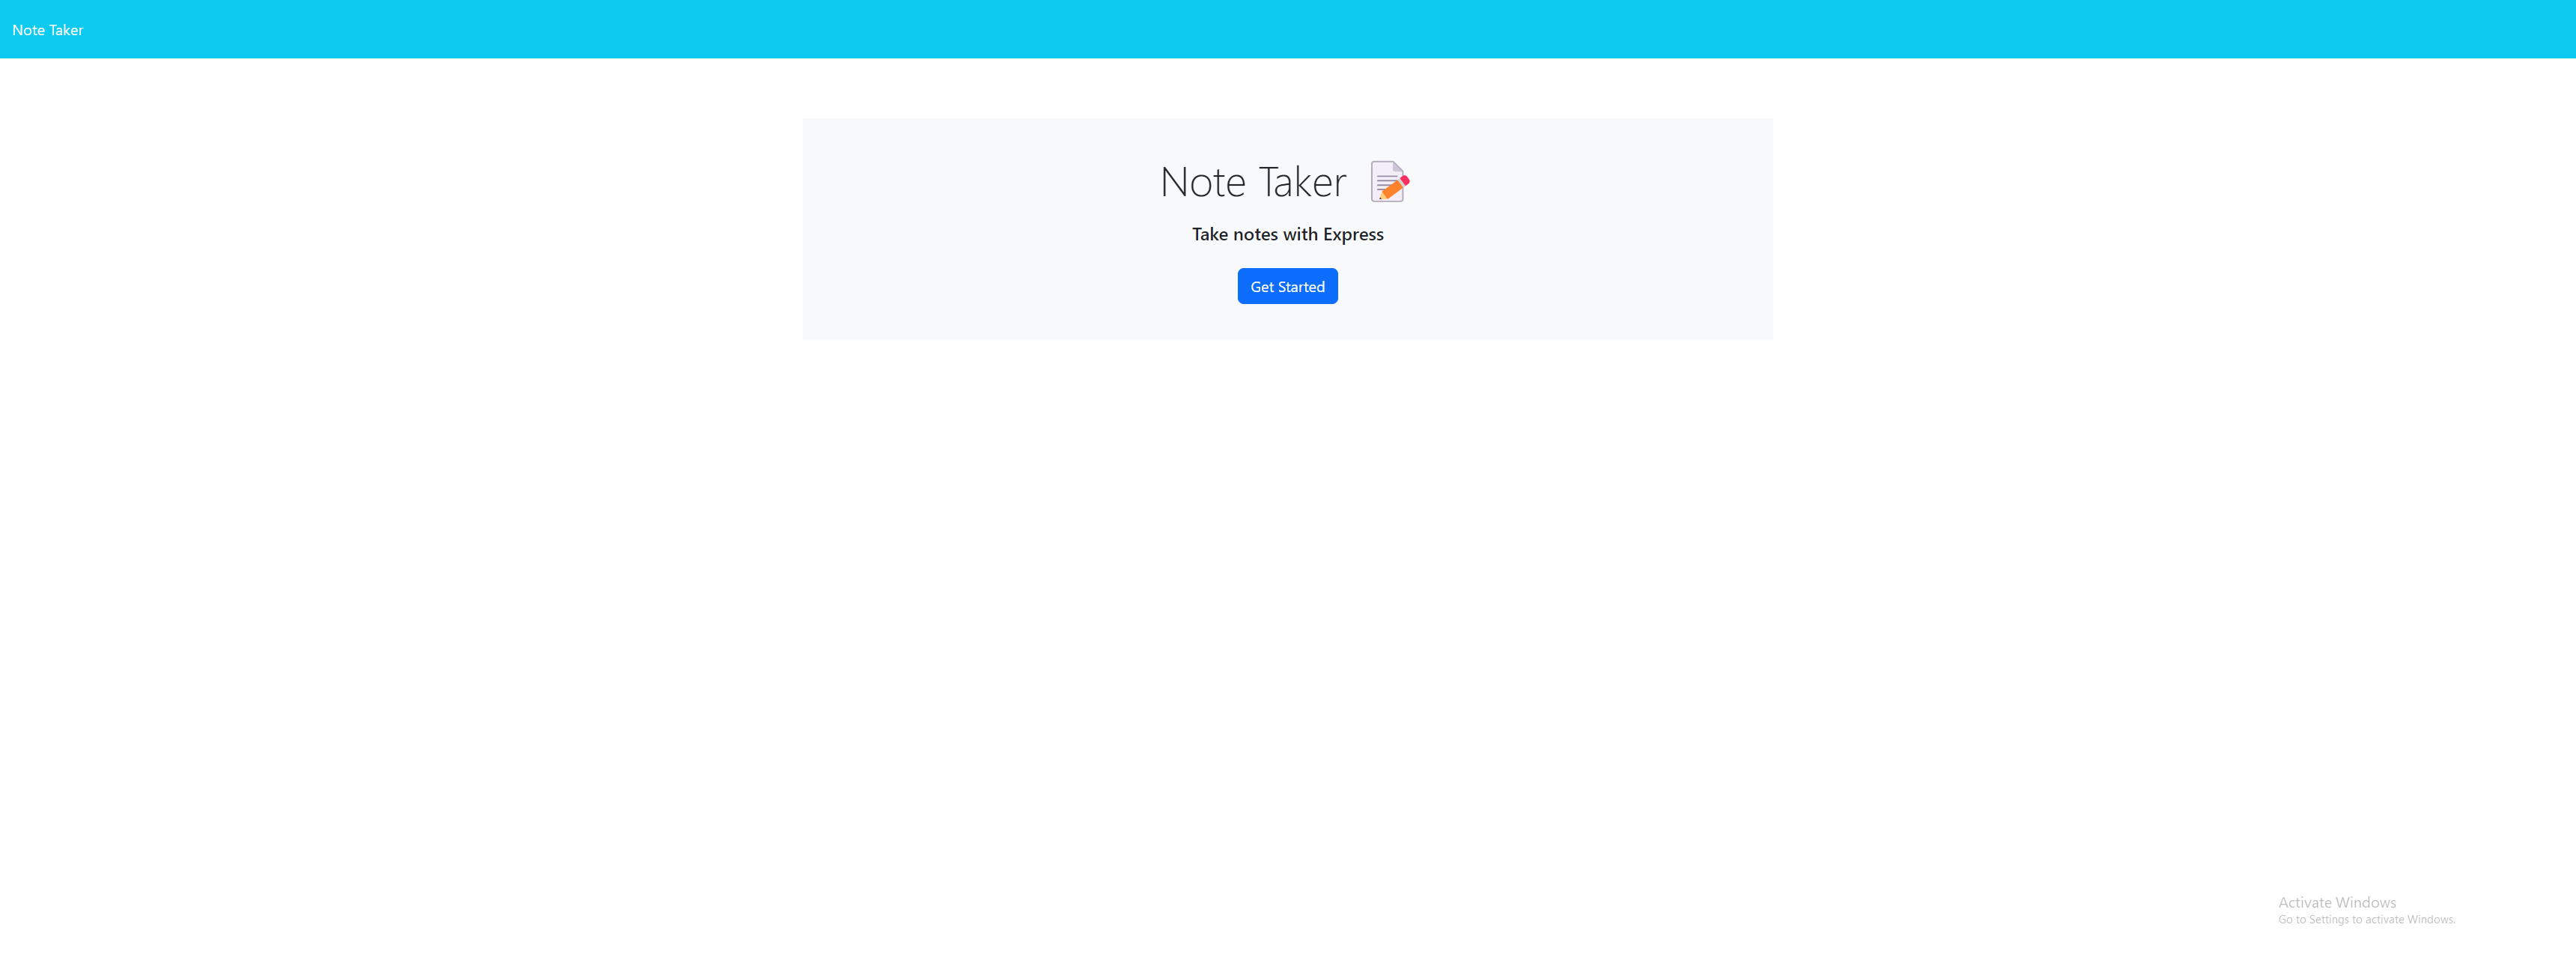 Note Taker
Note Taker 📝
Take notes with Express
Get Started
Activate Windows
Go to Settings to activate Windows.